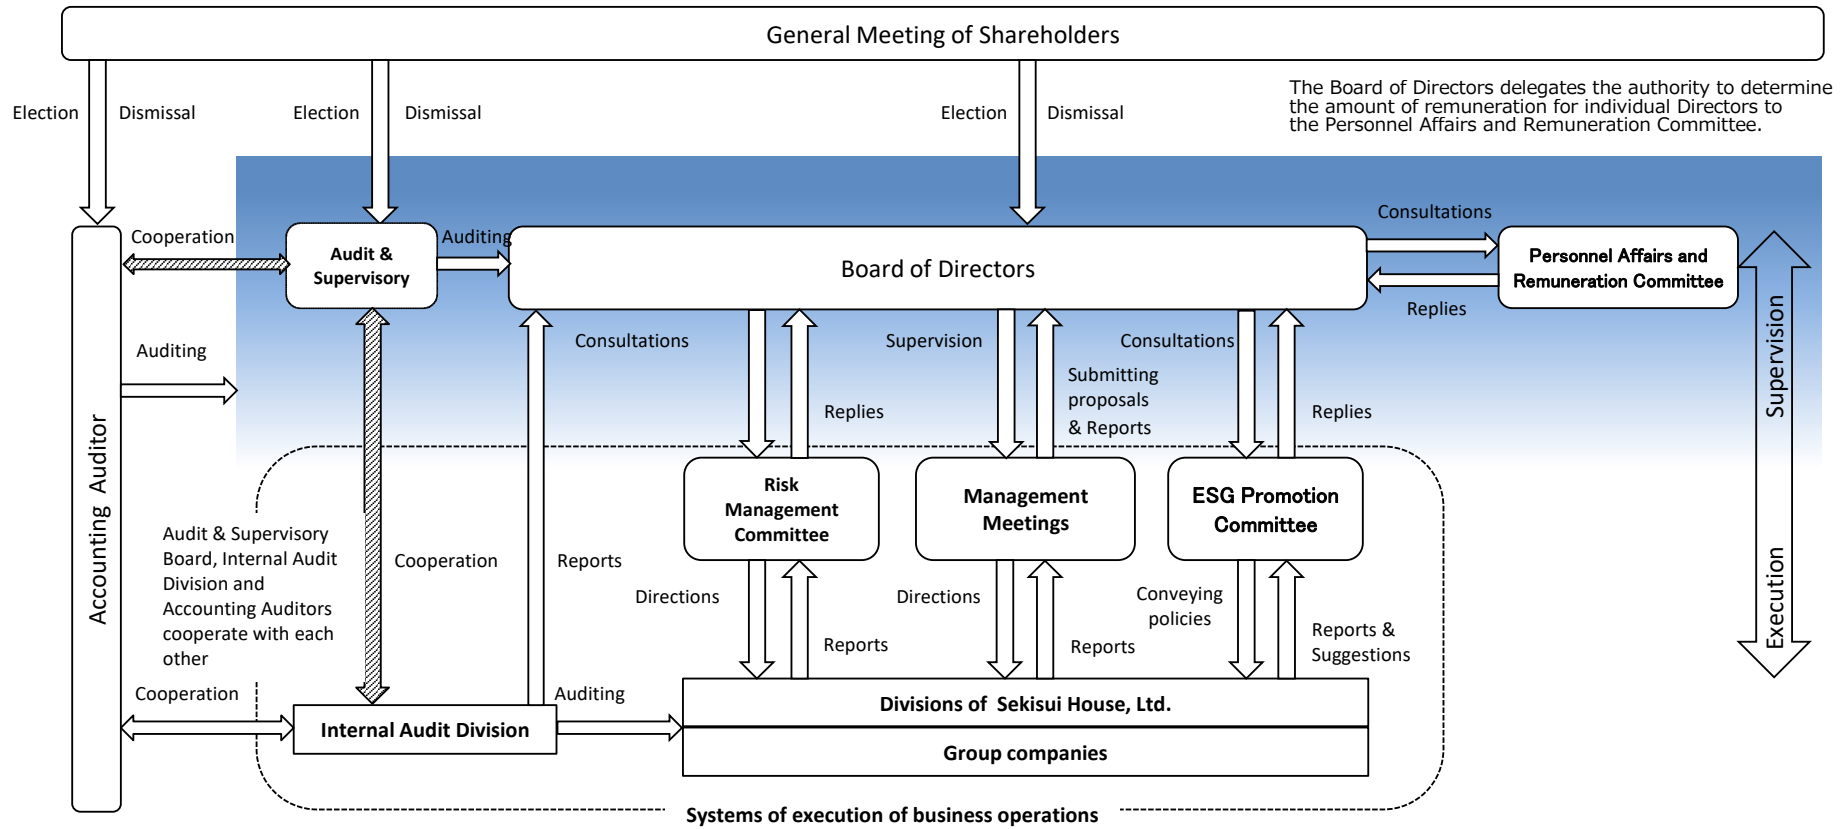 General Meeting of Shareholders
Election
Dismissal
Election
Dismissal
Election
Dismissal
The Board of Directors delegates the authority to determine
the amount of remuneration for individual Directors to
the Personnel Affairs and Remuneration Committee.
Cooperation
Audit &
Supervisory
Auditing
Board of Directors
Consultations
Replies
Personnel Affairs and
Remuneration Committee
Supervision
Execution
Auditing
Accounting Auditor
Consultations
Replies
Supervision
Submitting
proposals
& Reports
Consultations
Replies
Risk
Management
Committee
Management
Meetings
ESG Promotion
Committee
Audit & Supervisory
Board, Internal Audit
Division and
Accounting Auditors
cooperate with each
other
Cooperation
Reports
Directions
Reports
Directions
Reports
Conveying
policies
Reports &
Suggestions
Cooperation
Internal Audit Division
Auditing
Divisions of Sekisui House, Ltd.
Group companies
Systems of execution of business operations